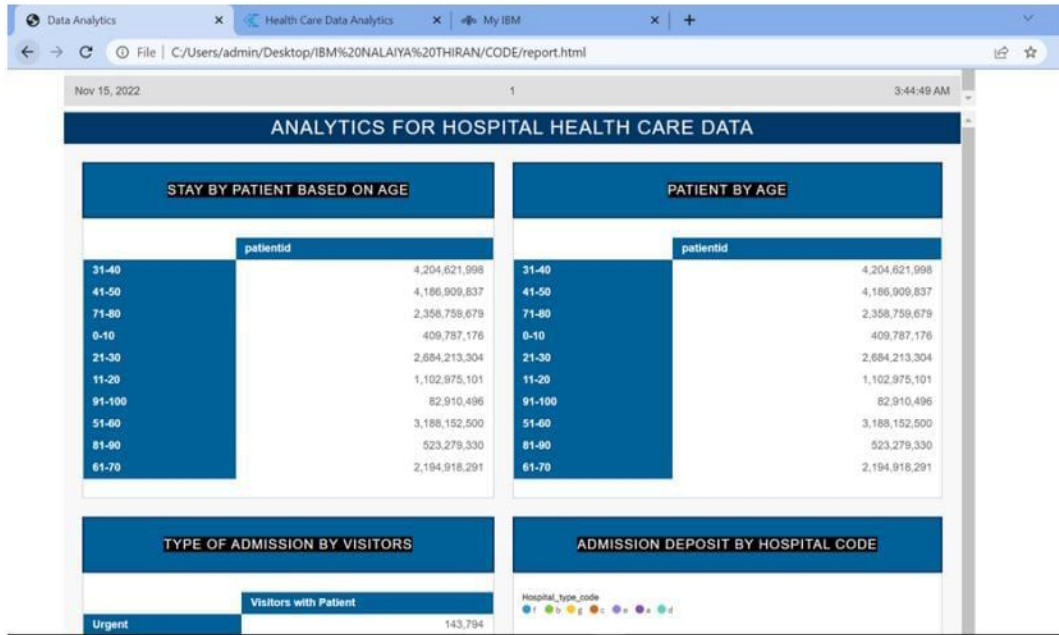 Data Analytics
Health Care Data Analytics
My IBM
File | C:/Users/admin/Desktop/IBM%20NALAIYA%20THIRAN/CODE/report.html
Nov 15, 2022 1 3:44:49 AM
ANALYTICS FOR HOSPITAL HEALTH CARE DATA
STAY BY PATIENT BASED ON AGE
patientid
31-40 4,204,621,998
41-50 4,186,909,837
71-80 2,358,759,679
0-10 409,787,176
21-30 2,684,213,304
11-20 1,102,975,101
91-100 82,910,496
51-60 3,188,152,500
81-90 523,279,330
61-70 2,194,918,291
PATIENT BY AGE
patientid
31-40 4,204,621,998
41-50 4,186,909,837
71-80 2,358,759,679
0-10 409,787,176
21-30 2,684,213,304
11-20 1,102,975,101
91-100 82,910,496
51-60 3,188,152,500
81-90 523,279,330
61-70 2,194,918,291
TYPE OF ADMISSION BY VISITORS
Visitors with Patient
Urgent 143,794
ADMISSION DEPOSIT BY HOSPITAL CODE
Hospital_type_code
f b g c e a d